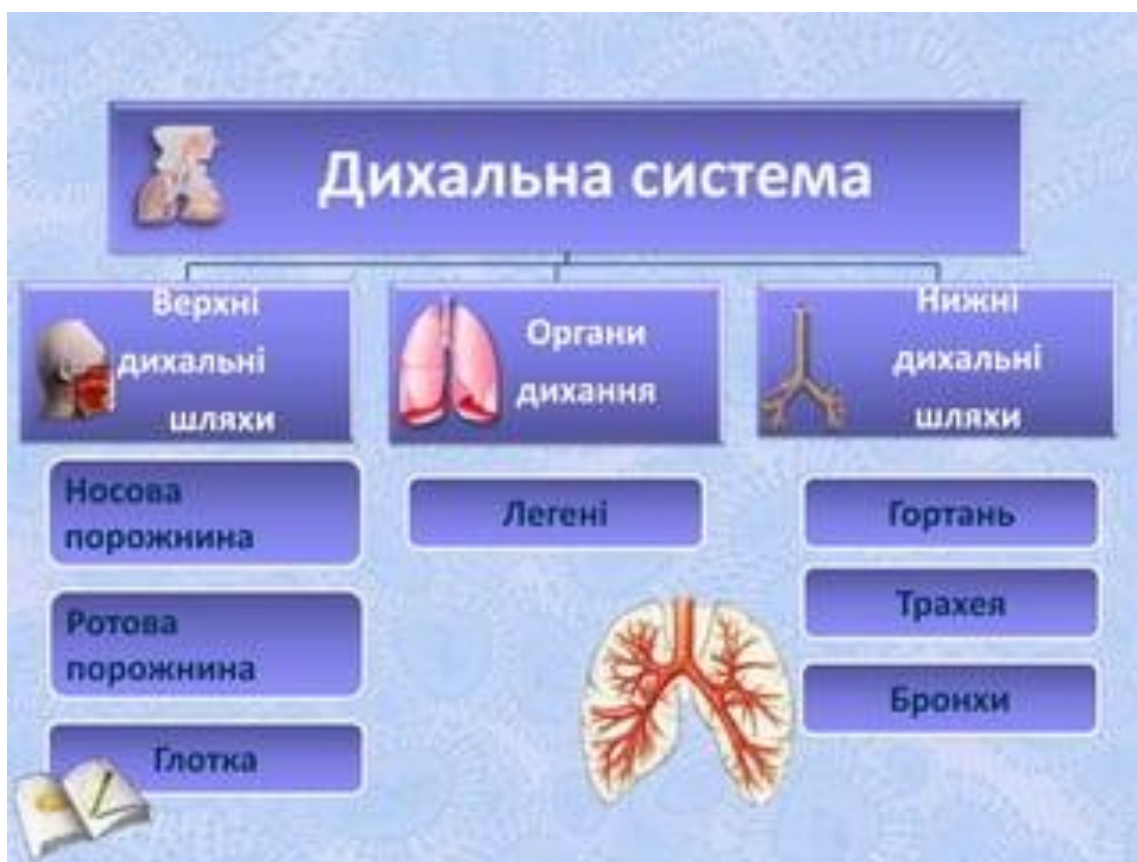 Дихальна система
Верхні
дихальні
шляхи
Органи
дихання
Нижні
дихальні
шляхи
Носова
порожнина
Ротова
порожнина
Глотка
Легені
Гортань
Трахея
Бронхи